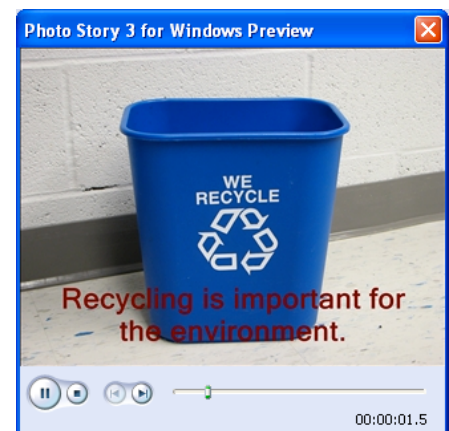 Photo Story 3 for Windows Preview
WE
RECYCLE
Recycling is important for
the environment.
00:00:01.5